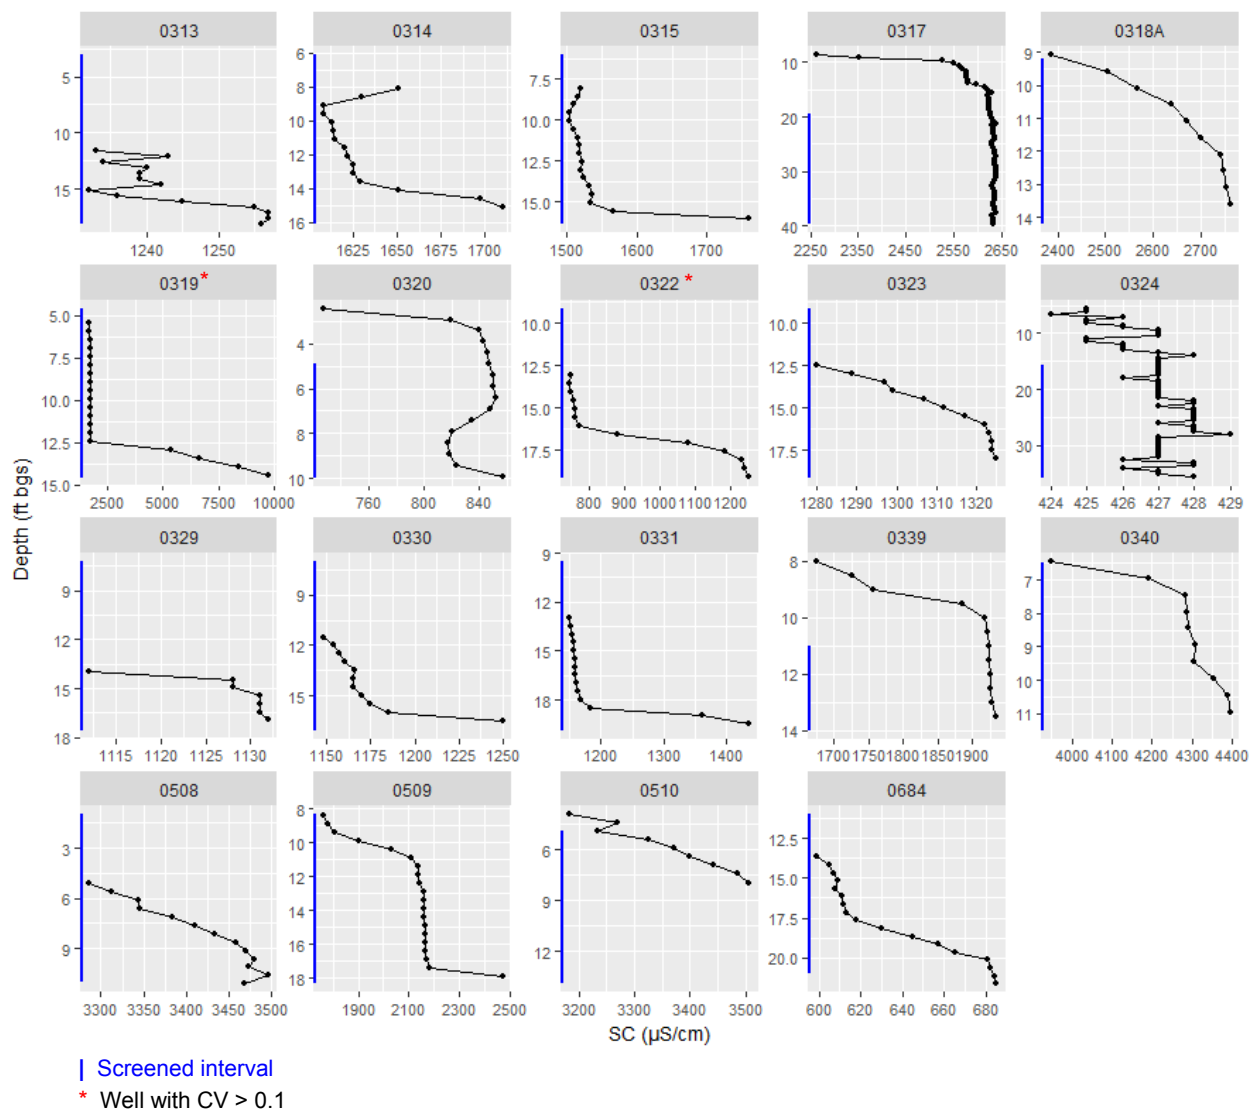 0313 0314 0315 0317 0318A
5 10 15
6 8 10 12 14 16
7.5 10.0 12.5 15.0
10 20 30 40
9 10 11 12 13 14
1240 1250
1625 1650 1675 1700
1500 1600 1700
2250 2350 2450 2550 2650
2400 2500 2600 2700
0319* 0320 0322* 0323 0324
5.0 7.5 10.0 12.5 15.0
4 6 8 10
10.0 12.5 15.0 17.5
10.0 12.5 15.0 17.5
10 20 30
2500 5000 7500 10000
760 800 840
800 900 1000 1200
1280 1290 1300 1310 1320
424 425 426 427 428 429
Depth (ft bgs)
0329 0330 0331 0339 0340
9 12 15 18
9 12 15
9 12 15 18
8 10 12 14
7 8 9 10 11
1115 1120 1125 1130
1150 1175 1200 1225 1250
1200 1300 1400
1700 1750 1800 1850 1900
4000 4100 4200 4300 4400
0508 0509 0510 0684
3 6 9
8 10 12 14 16 18
6 9 12
12.5 15.0 17.5 20.0
3300 3350 3400 3450 3500
1900 2100 2300 2500
3200 3300 3400 3500
600 620 640 660 680
SC (µS/cm)
| Screened interval
* Well with CV > 0.1